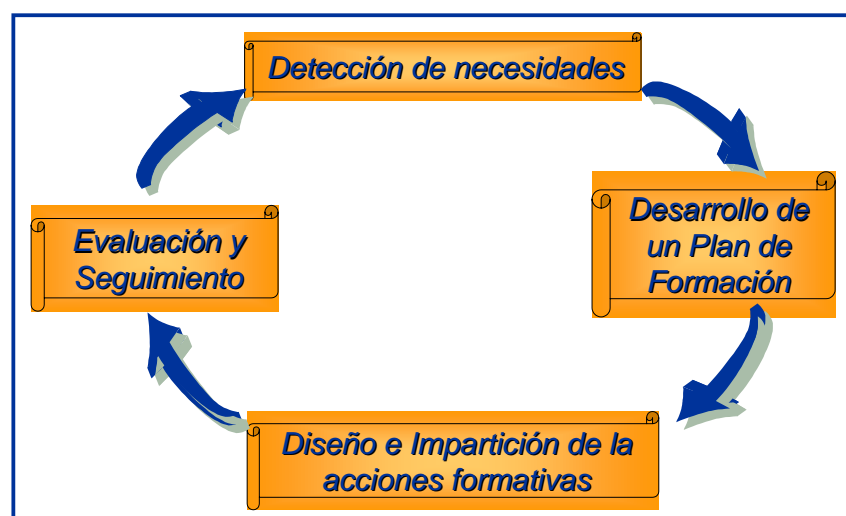 Detección de necesidades
Desarrollo de
un Plan de
Formación
Diseño e Impartición de la
acciones formativas
Evaluación y
Seguimiento